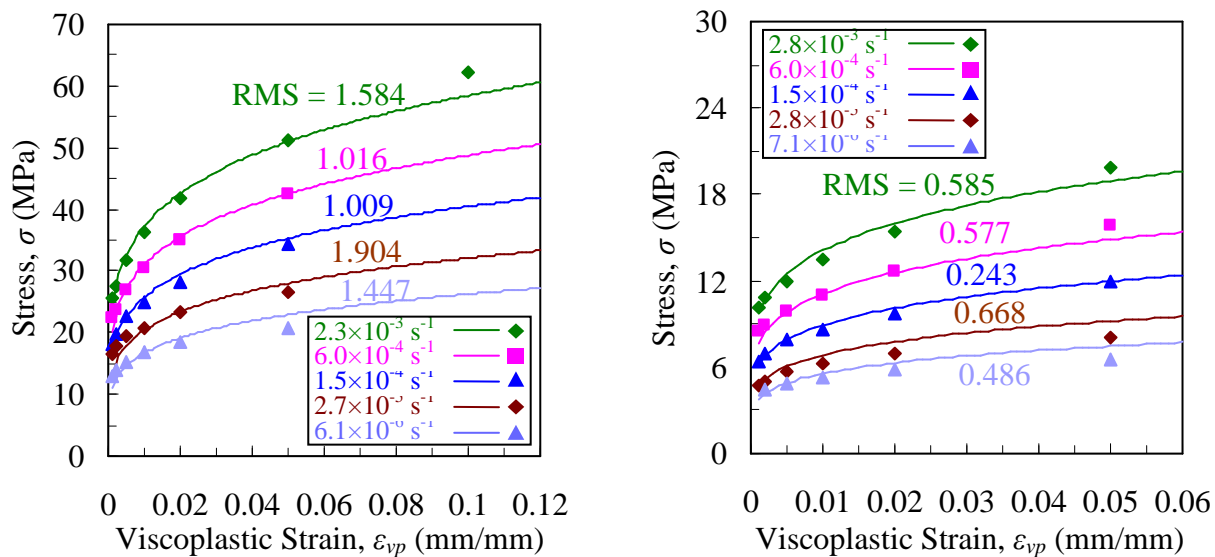 70
60
50
40
30
20
10
0
Stress, σ (MPa)
RMS = 1.584
1.016
1.009
1.904
1.447
2.3×10⁻³ s⁻¹
6.0×10⁻⁴ s⁻¹
1.5×10⁻⁴ s⁻¹
2.7×10⁻⁵ s⁻¹
6.1×10⁻⁶ s⁻¹
0 0.02 0.04 0.06 0.08 0.1 0.12
Viscoplastic Strain, εvp (mm/mm)
30
24
18
12
6
0
Stress, σ (MPa)
2.8×10⁻³ s⁻¹
6.0×10⁻⁴ s⁻¹
1.5×10⁻⁴ s⁻¹
2.8×10⁻⁵ s⁻¹
7.1×10⁻⁶ s⁻¹
RMS = 0.585
0.577
0.243
0.668
0.486
0 0.01 0.02 0.03 0.04 0.05 0.06
Viscoplastic Strain, εvp (mm/mm)